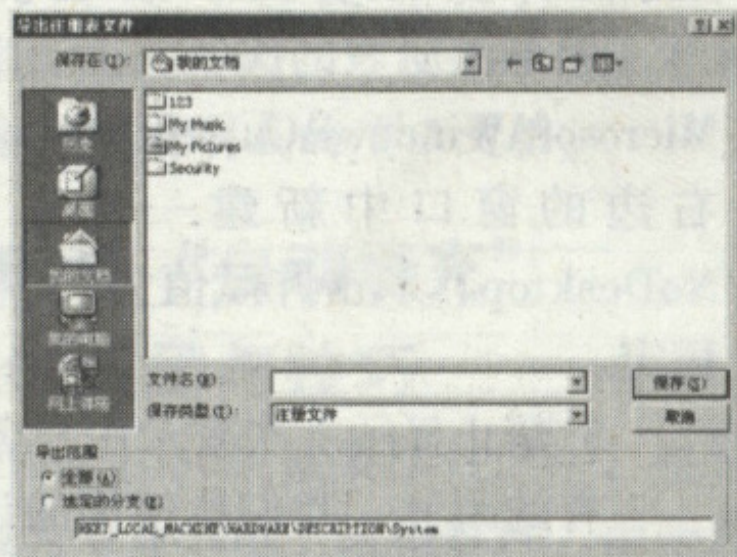 导出注册表文件
保存在(I):
我的文档
123
My Music
My Pictures
Security
历史
桌面
我的文档
我的电脑
网上邻居
文件名(N)
保存(S)
保存类型(T):
注册文件
取消
导出范围
全部(A)
选定的分支(E)
HKEY_LOCAL_MACHINE\HARDWARE\DESCRIPTION\System